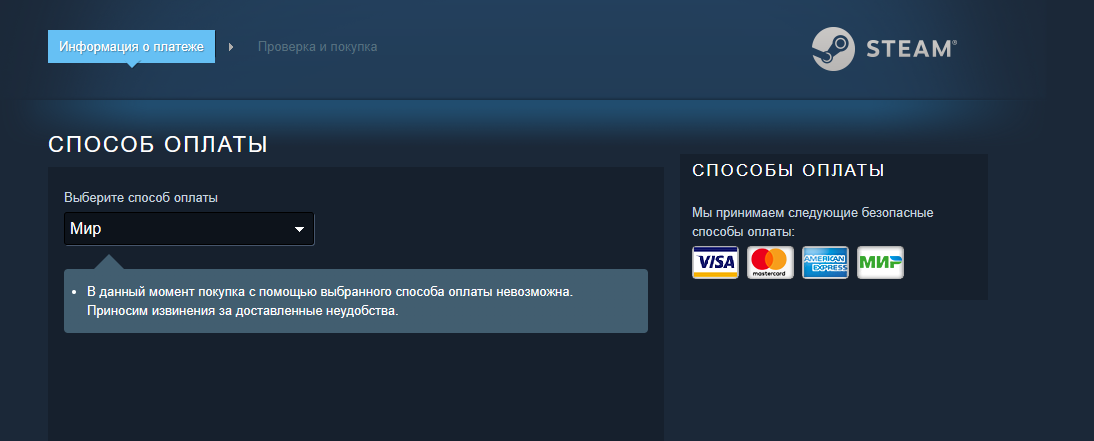 Информация о платеже
Проверка и покупка
STEAM®
СПОСОБ ОПЛАТЫ
Выберите способ оплаты
Мир
В данный момент покупка с помощью выбранного способа оплаты невозможна.
Приносим извинения за доставленные неудобства.
СПОСОБЫ ОПЛАТЫ
Мы принимаем следующие безопасные
способы оплаты:
VISA
mastercard
AMERICAN
EXPRESS
МИР